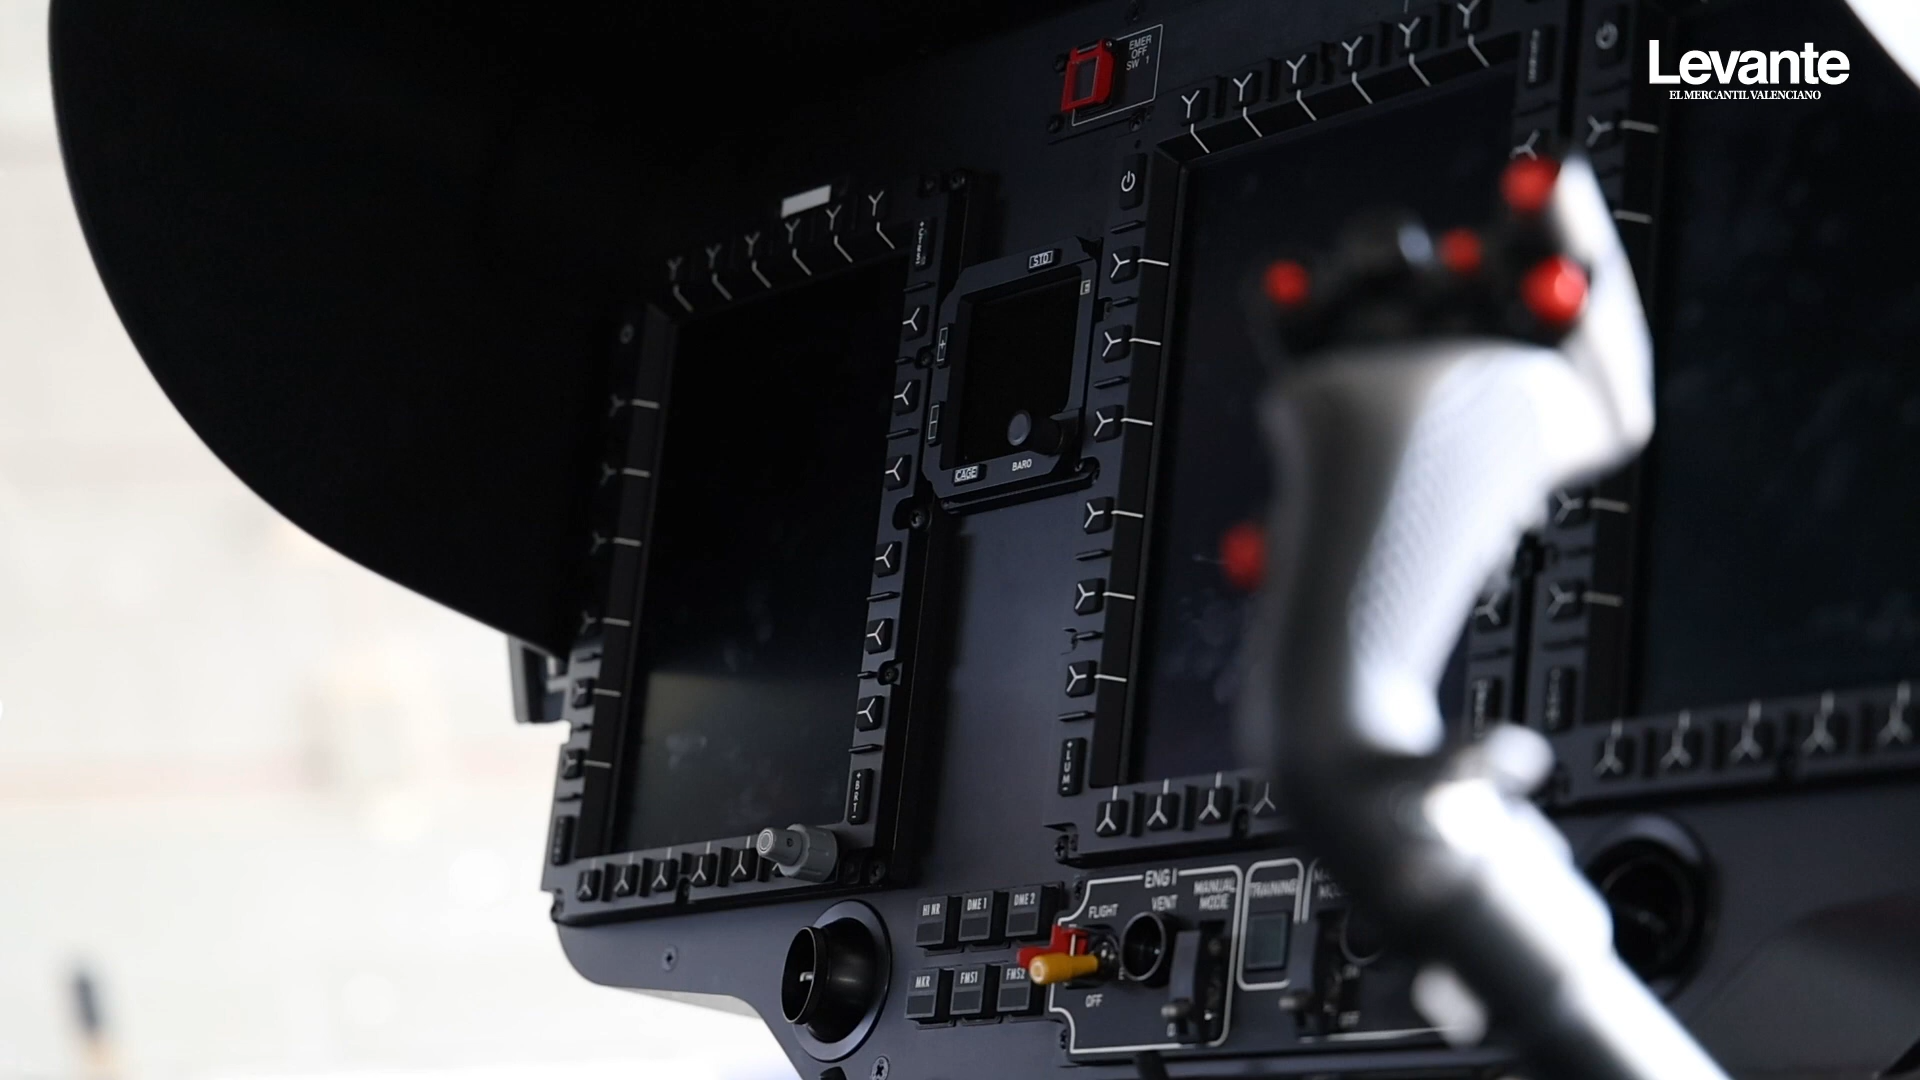 Levante
EL MERCANTIL VALENCIANO
EMER
OFF
SW 1
STD
CAGE
BARO
+ BRT -
+ LUM -
HI NR
DME 1
DME 2
MKR
FMS1
FMS2
ENG 1
FLIGHT
VENT
MANUAL
MODE
TRAINING
OFF